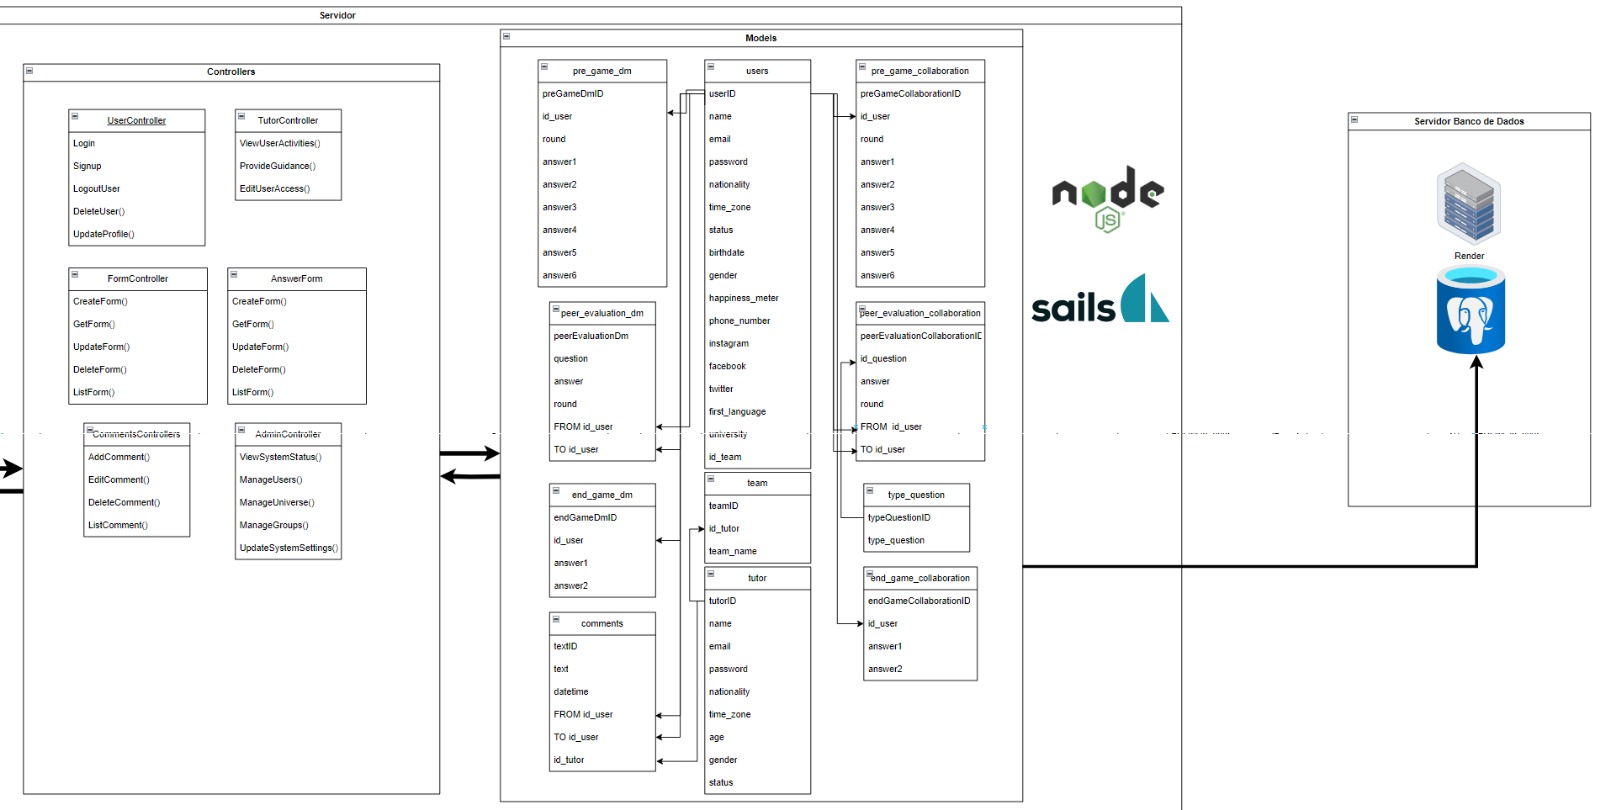 Servidor
Controllers
UserController
Login
Signup
LogoutUser
DeleteUser()
UpdateProfile()
TutorController
ViewUserActivities()
ProvideGuidance()
EditUserAccess()
FormController
CreateForm()
GetForm()
UpdateForm()
DeleteForm()
ListForm()
AnswerForm
CreateForm()
GetForm()
UpdateForm()
DeleteForm()
ListForm()
CommentsControllers
AddComment()
EditComment()
DeleteComment()
ListComment()
AdminController
ViewSystemStatus()
ManageUsers()
ManageUniverse()
ManageGroups()
UpdateSystemSettings()
Models
pre_game_dm
preGameDmID
id_user
round
answer1
answer2
answer3
answer4
answer5
answer6
peer_evaluation_dm
peerEvaluationDm
question
answer
round
FROM id_user
TO id_user
end_game_dm
endGameDmID
id_user
answer1
answer2
comments
textID
text
datetime
FROM id_user
TO id_user
id_tutor
users
userID
name
email
password
nationality
time_zone
status
birthdate
gender
happiness_meter
phone_number
instagram
facebook
twitter
first_language
university
id_team
team
teamID
id_tutor
team_name
tutor
tutorID
name
email
password
nationality
time_zone
age
gender
status
pre_game_collaboration
preGameCollaborationID
id_user
round
answer1
answer2
answer3
answer4
answer5
answer6
peer_evaluation_collaboration
peerEvaluationCollaborationID
id_question
answer
round
FROM id_user
TO id_user
type_question
typeQuestionID
type_question
end_game_collaboration
endGameCollaborationID
id_user
answer1
answer2
node
JS
sails
Servidor Banco de Dados
Render